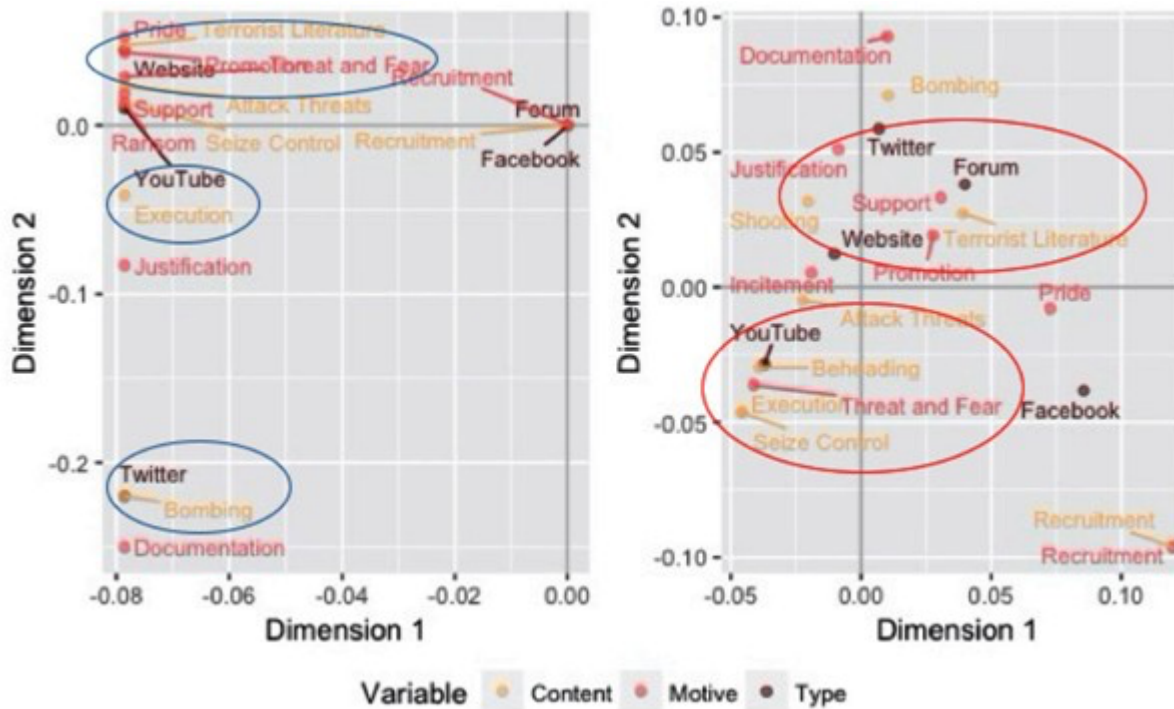 Pride
Terrorist Literature
Promotion
Threat and Fear
Website
Recruitment
Attack Threats
Support
Forum
Seize Control
Recruitment
Ransom
Facebook
YouTube
Execution
Justification
Twitter
Bombing
Documentation
0.0
-0.1
-0.2
Dimension 2
-0.08 -0.06 -0.04 -0.02 0.00
Dimension 1
0.10
0.05
0.00
-0.05
-0.10
Dimension 2
Documentation
Bombing
Twitter
Justification
Forum
Support
Shooting
Website
Terrorist Literature
Promotion
Incitement
Pride
Attack Threats
YouTube
Beheading
Execution
Threat and Fear
Facebook
Seize Control
Recruitment
Recruitment
-0.05 0.00 0.05 0.10
Dimension 1
Variable Content Motive Type